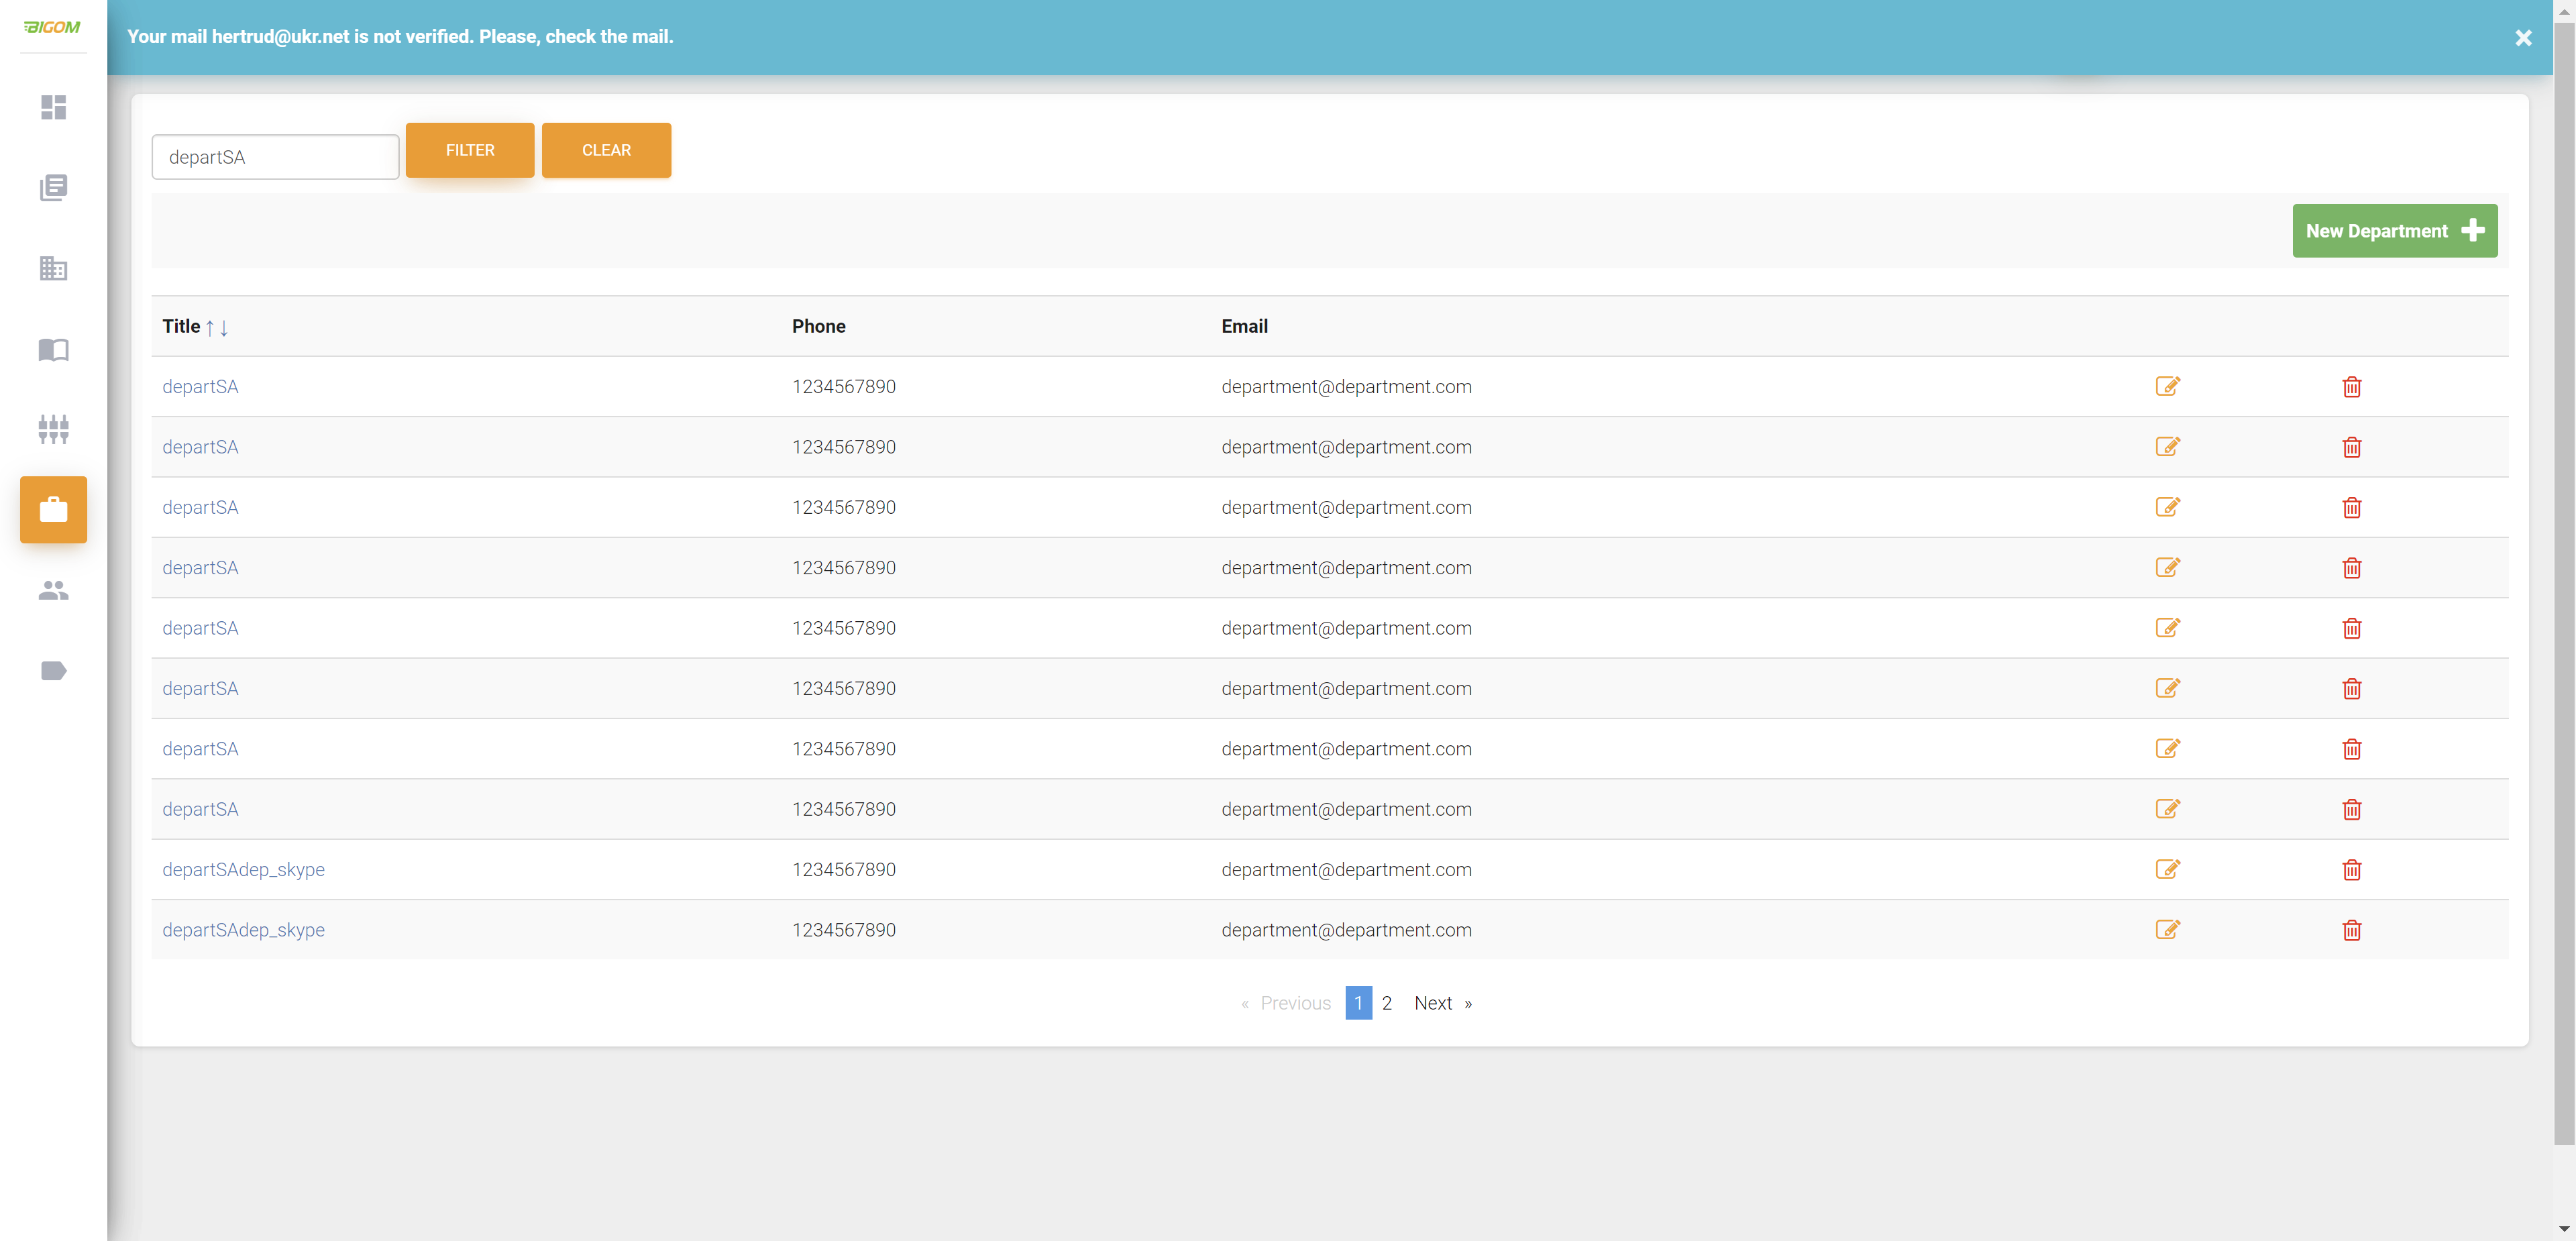 BIGOM
Your mail hertrud@ukr.net is not verified. Please, check the mail.
departSA FILTER CLEAR
New Department
Title ↑↓ Phone Email
departSA 1234567890 department@department.com
departSA 1234567890 department@department.com
departSA 1234567890 department@department.com
departSA 1234567890 department@department.com
departSA 1234567890 department@department.com
departSA 1234567890 department@department.com
departSA 1234567890 department@department.com
departSA 1234567890 department@department.com
departSAdep_skype 1234567890 department@department.com
departSAdep_skype 1234567890 department@department.com
« Previous 1 2 Next »